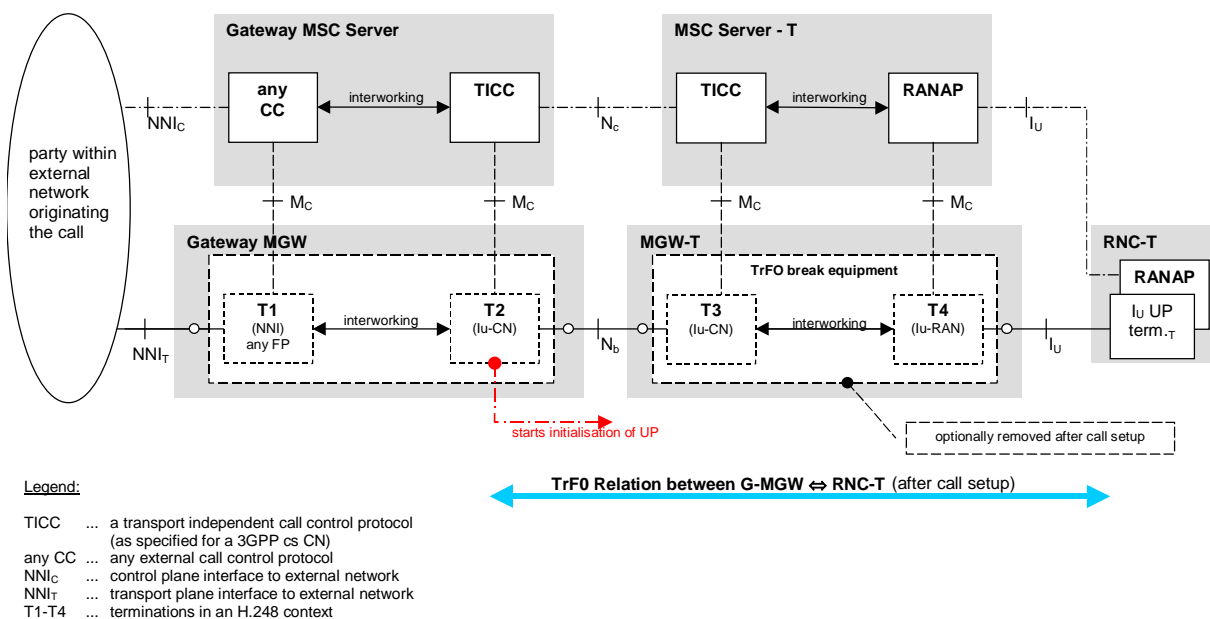 Gateway MSC Server
MSC Server - T
any
CC
interworking
TICC
TICC
interworking
RANAP
NNIC
NC
IU
party within
external
network
originating
the call
MC
MC
MC
MC
Gateway MGW
MGW-T
RNC-T
TrFO break equipment
RANAP
T1
(NNI)
any FP
interworking
T2
(Iu-CN)
T3
(Iu-CN)
interworking
T4
(Iu-RAN)
IU UP
term.T
NNIT
Nb
IU
starts initialisation of UP
optionally removed after call setup
TrF0 Relation between G-MGW ⇔ RNC-T (after call setup)
Legend:
TICC ... a transport independent call control protocol
(as specified for a 3GPP cs CN)
any CC ... any external call control protocol
NNIC ... control plane interface to external network
NNIT ... transport plane interface to external network
T1-T4 ... terminations in an H.248 context